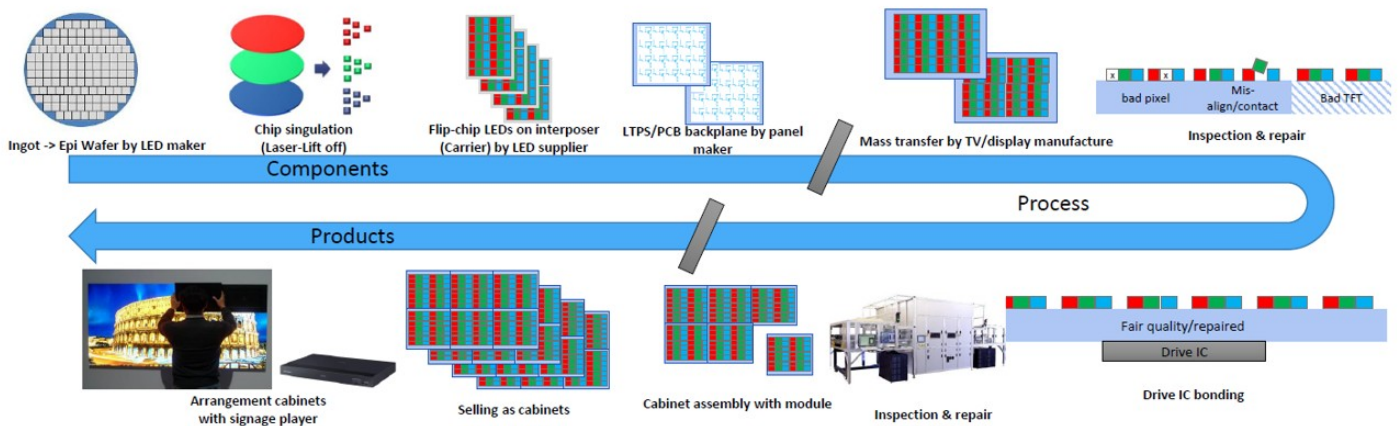 Ingot -> Epi Wafer by LED maker
Chip singulation
(Laser-Lift off)
Flip-chip LEDs on interposer
(Carrier) by LED supplier
LTPS/PCB backplane by panel
maker
Mass transfer by TV/display manufacture
x
x
bad pixel
Mis-
align/contact
Bad TFT
Inspection & repair
Components
Process
Products
Arrangement cabinets
with signage player
Selling as cabinets
Cabinet assembly with module
Inspection & repair
Fair quality/repaired
Drive IC
Drive IC bonding